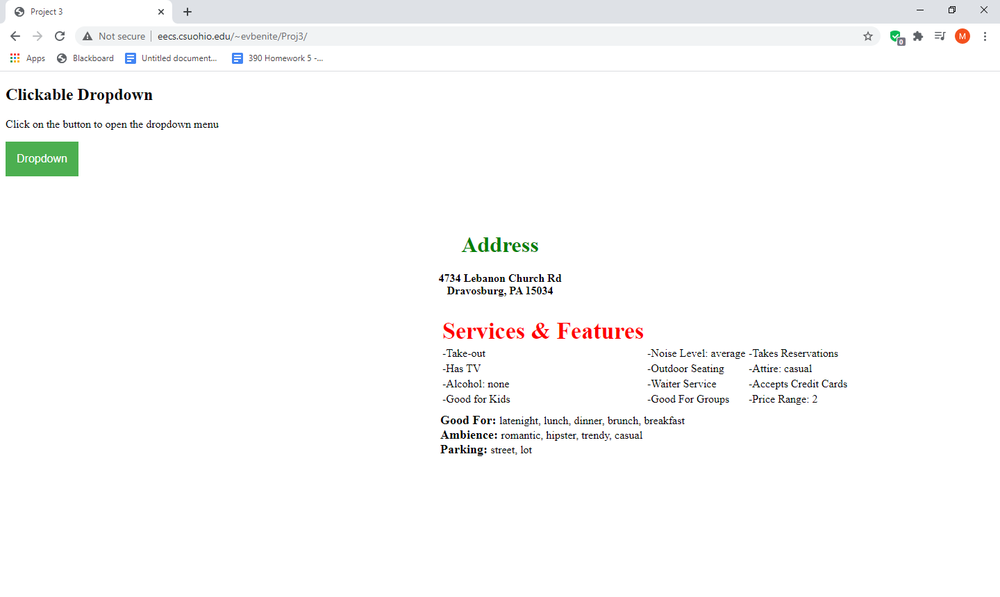 Project 3
Not secure eecs.csuohio.edu/~evbenite/Proj3/
0
M
Apps Blackboard Untitled document... 390 Homework 5 -...
Clickable Dropdown
Click on the button to open the dropdown menu
Dropdown
Address
4734 Lebanon Church Rd
Dravosburg, PA 15034
Services & Features
-Take-out -Noise Level: average -Takes Reservations
-Has TV -Outdoor Seating -Attire: casual
-Alcohol: none -Waiter Service -Accepts Credit Cards
-Good for Kids -Good For Groups -Price Range: 2
Good For: latenight, lunch, dinner, brunch, breakfast
Ambience: romantic, hipster, trendy, casual
Parking: street, lot